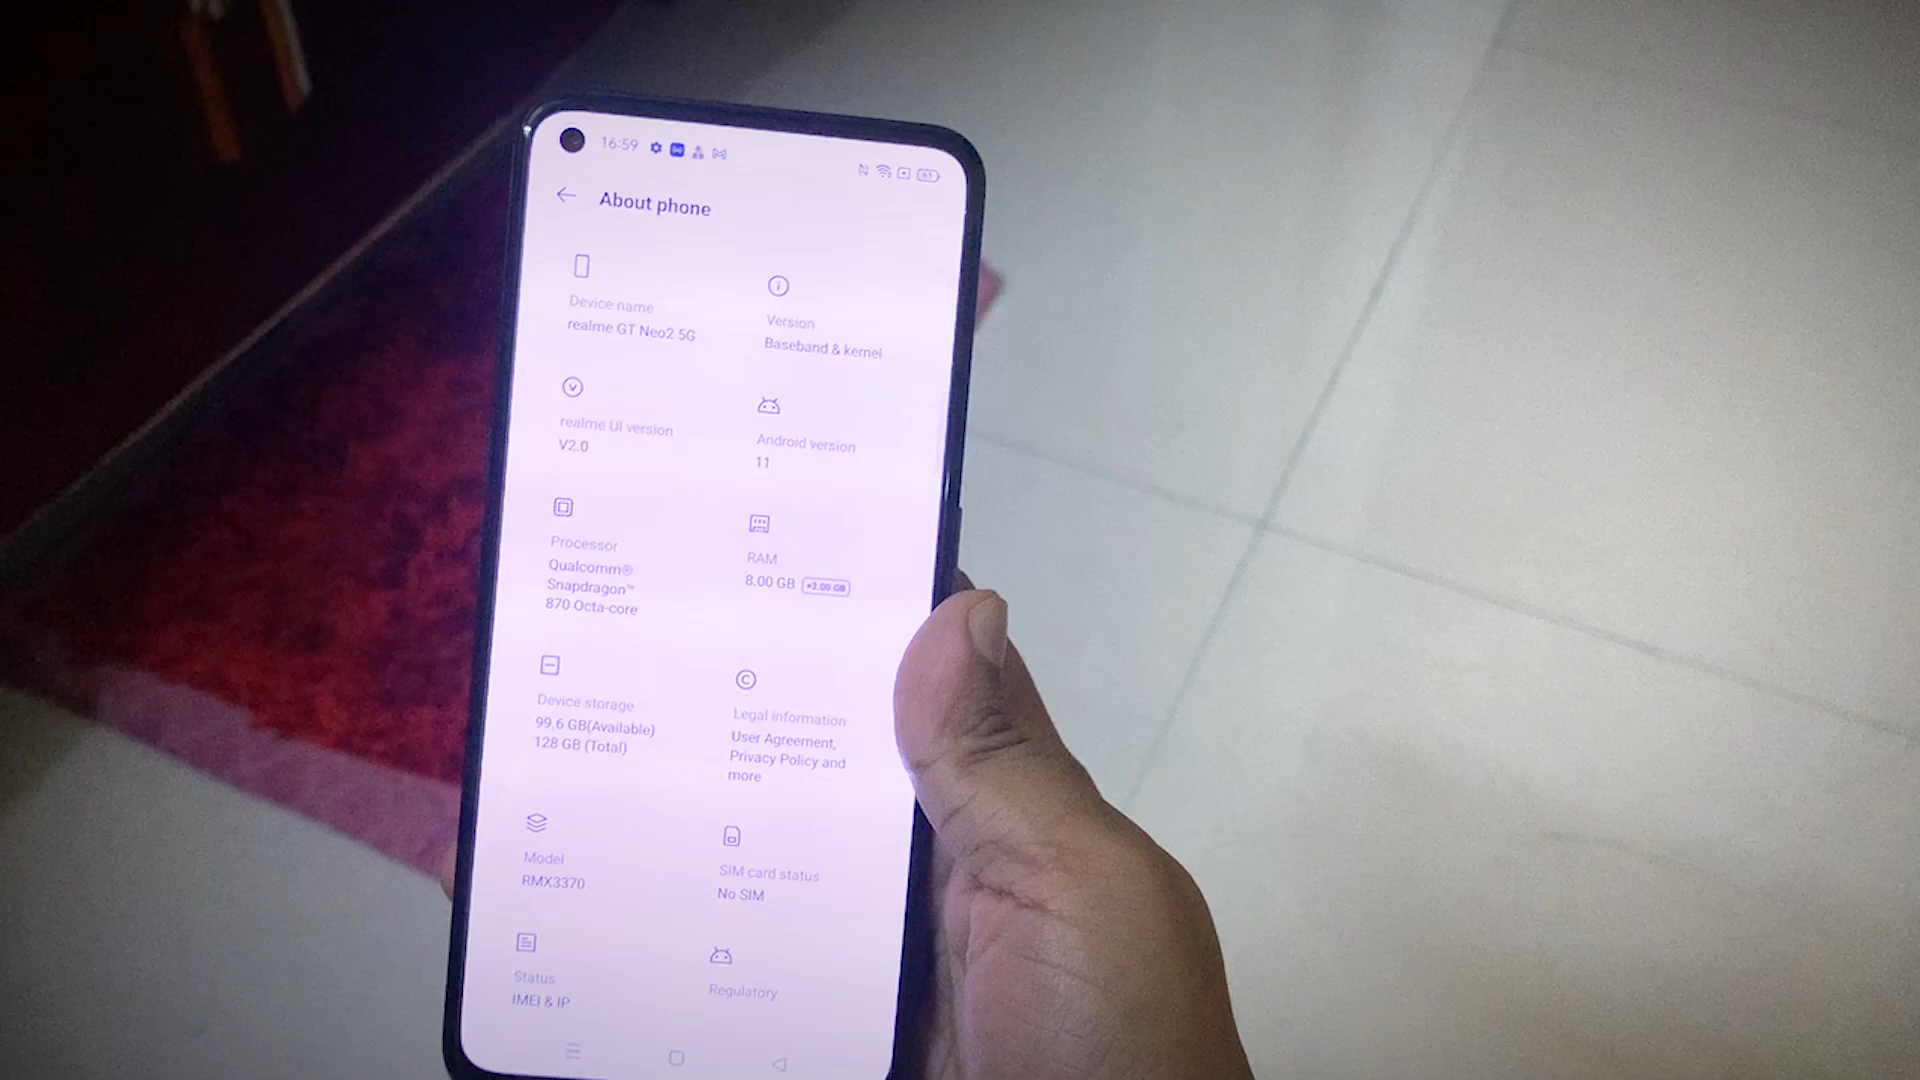 16:59
61
About phone
Device name
realme GT Neo2 5G
Version
Baseband & kernel
realme UI version
V2.0
Android version
11
Processor
Qualcomm®
Snapdragon™
870 Octa-core
RAM
8.00 GB +3.00 GB
Device storage
99.6 GB(Available)
128 GB (Total)
Legal information
User Agreement,
Privacy Policy and
more
Model
RMX3370
SIM card status
No SIM
Status
IMEI & IP
Regulatory